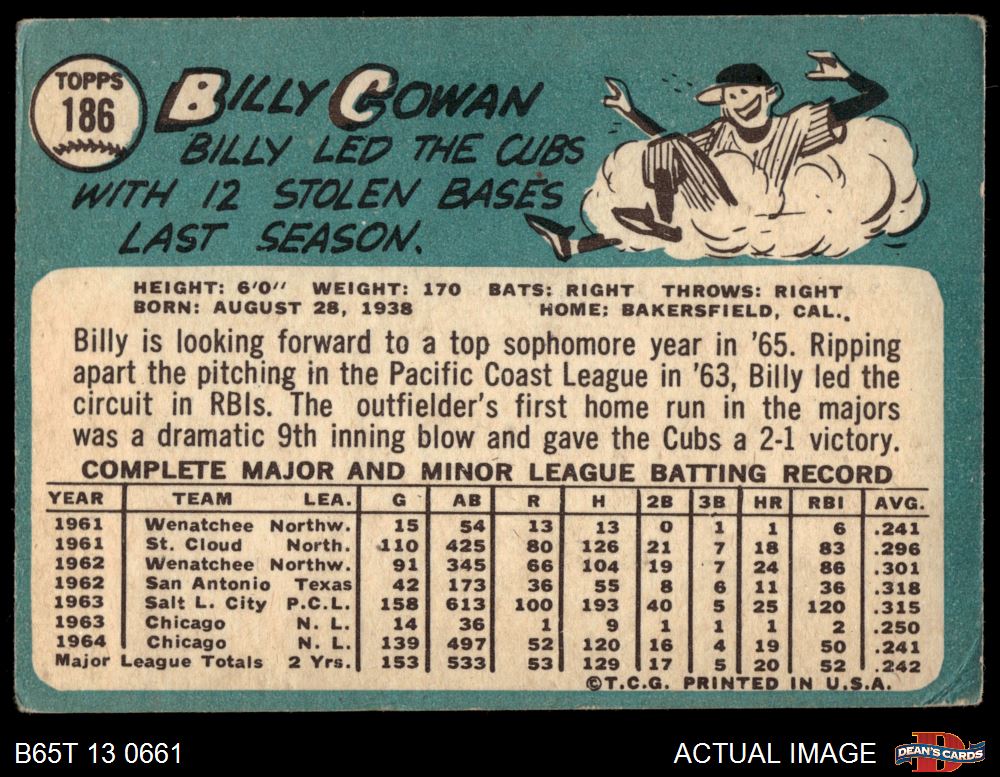 TOPPS
186
BILLY COWAN
BILLY LED THE CUBS
WITH 12 STOLEN BASES
LAST SEASON.
HEIGHT: 6'0" WEIGHT: 170 BATS: RIGHT THROWS: RIGHT
BORN: AUGUST 28, 1938 HOME: BAKERSFIELD, CAL.
Billy is looking forward to a top sophomore year in '65. Ripping
apart the pitching in the Pacific Coast League in '63, Billy led the
circuit in RBIs. The outfielder's first home run in the majors
was a dramatic 9th inning blow and gave the Cubs a 2-1 victory.
COMPLETE MAJOR AND MINOR LEAGUE BATTING RECORD
YEAR TEAM LEA. G AB R H 2B 3B HR RBI AVG.
1961 Wenatchee Northw. 15 54 13 13 0 1 1 6 .241
1961 St. Cloud North. 110 425 80 126 21 7 18 83 .296
1962 Wenatchee Northw. 91 345 66 104 19 7 24 86 .301
1962 San Antonio Texas 42 173 36 55 8 6 11 36 .318
1963 Salt L. City P.C.L. 158 613 100 193 40 5 25 120 .315
1963 Chicago N. L. 14 36 1 9 1 1 1 2 .250
1964 Chicago N. L. 139 497 52 120 16 4 19 50 .241
Major League Totals 2 Yrs. 153 533 53 129 17 5 20 52 .242
©T.C.G. PRINTED IN U.S.A.
B65T 13 0661 ACTUAL IMAGE
DEAN'S CARDS